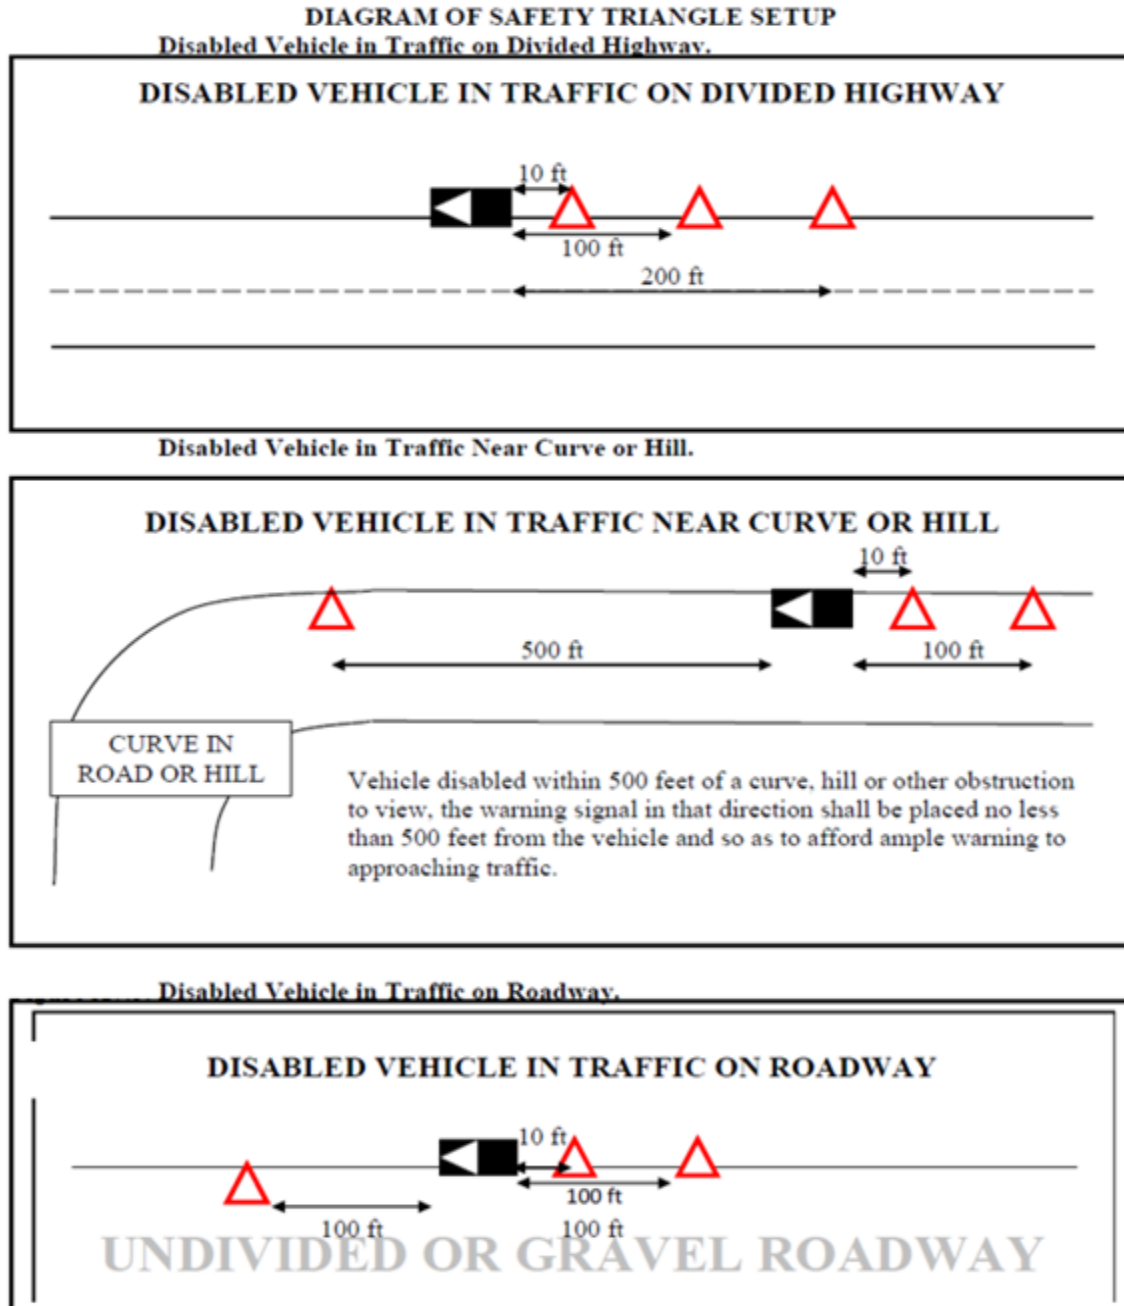 DIAGRAM OF SAFETY TRIANGLE SETUP
Disabled Vehicle in Traffic on Divided Highway.
DISABLED VEHICLE IN TRAFFIC ON DIVIDED HIGHWAY
10 ft
100 ft
200 ft
Disabled Vehicle in Traffic Near Curve or Hill.
DISABLED VEHICLE IN TRAFFIC NEAR CURVE OR HILL
10 ft
500 ft
100 ft
CURVE IN
ROAD OR HILL
Vehicle disabled within 500 feet of a curve, hill or other obstruction
to view, the warning signal in that direction shall be placed no less
than 500 feet from the vehicle and so as to afford ample warning to
approaching traffic.
Disabled Vehicle in Traffic on Roadway.
DISABLED VEHICLE IN TRAFFIC ON ROADWAY
10 ft
100 ft
100 ft
100 ft
UNDIVIDED OR GRAVEL ROADWAY